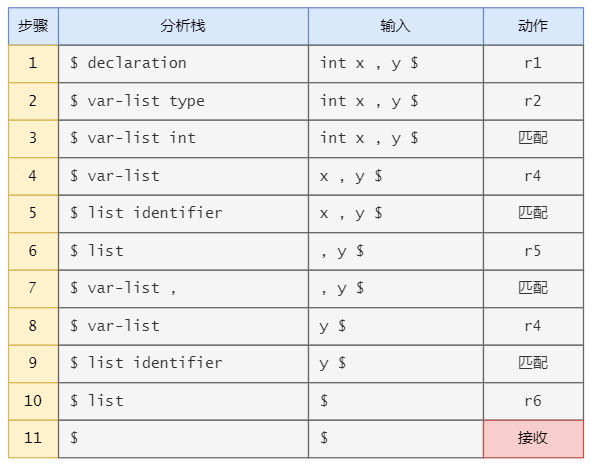 步骤 分析栈 输入 动作
1 $ declaration int x , y $ r1
2 $ var-list type int x , y $ r2
3 $ var-list int int x , y $ 匹配
4 $ var-list x , y $ r4
5 $ list identifier x , y $ 匹配
6 $ list , y $ r5
7 $ var-list , , y $ 匹配
8 $ var-list y $ r4
9 $ list identifier y $ 匹配
10 $ list $ r6
11 $ $ 接收